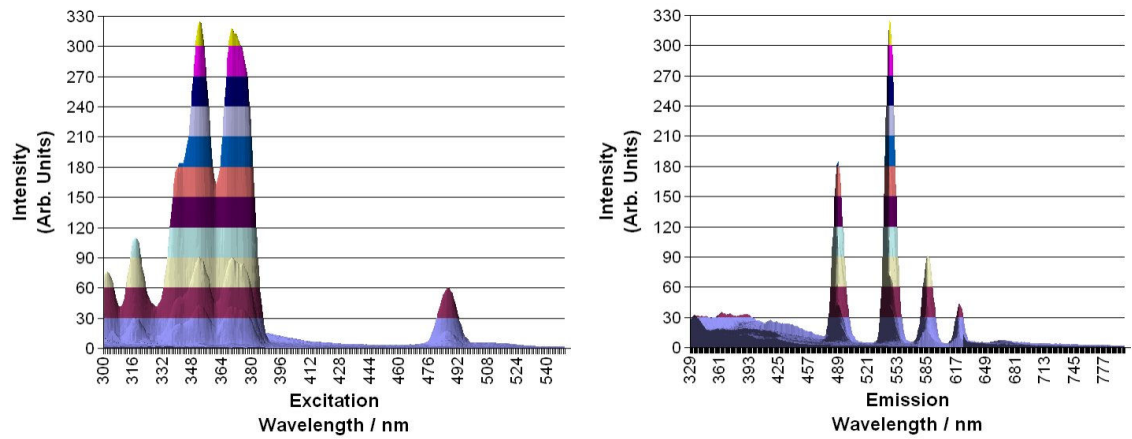 Intensity
(Arb. Units)
330
300
270
240
210
180
150
120
90
60
30
0
300 316 332 348 364 380 396 412 428 444 460 476 492 508 524 540
Excitation
Wavelength / nm
Intensity
(Arb. Units)
330
300
270
240
210
180
150
120
90
60
30
0
329 361 393 425 457 489 521 553 585 617 649 681 713 745 777
Emission
Wavelength / nm